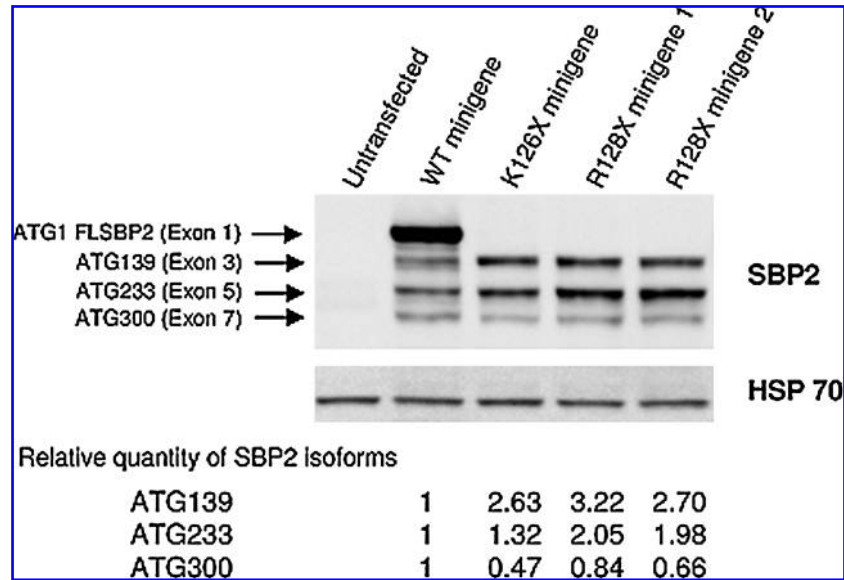 Untransfected
WT minigene
K126X minigene
R128X minigene 1
R128X minigene 2
ATG1 FLSBP2 (Exon 1)
ATG139 (Exon 3)
ATG233 (Exon 5)
ATG300 (Exon 7)
SBP2
HSP 70
Relative quantity of SBP2 isoforms
ATG139 1 2.63 3.22 2.70
ATG233 1 1.32 2.05 1.98
ATG300 1 0.47 0.84 0.66